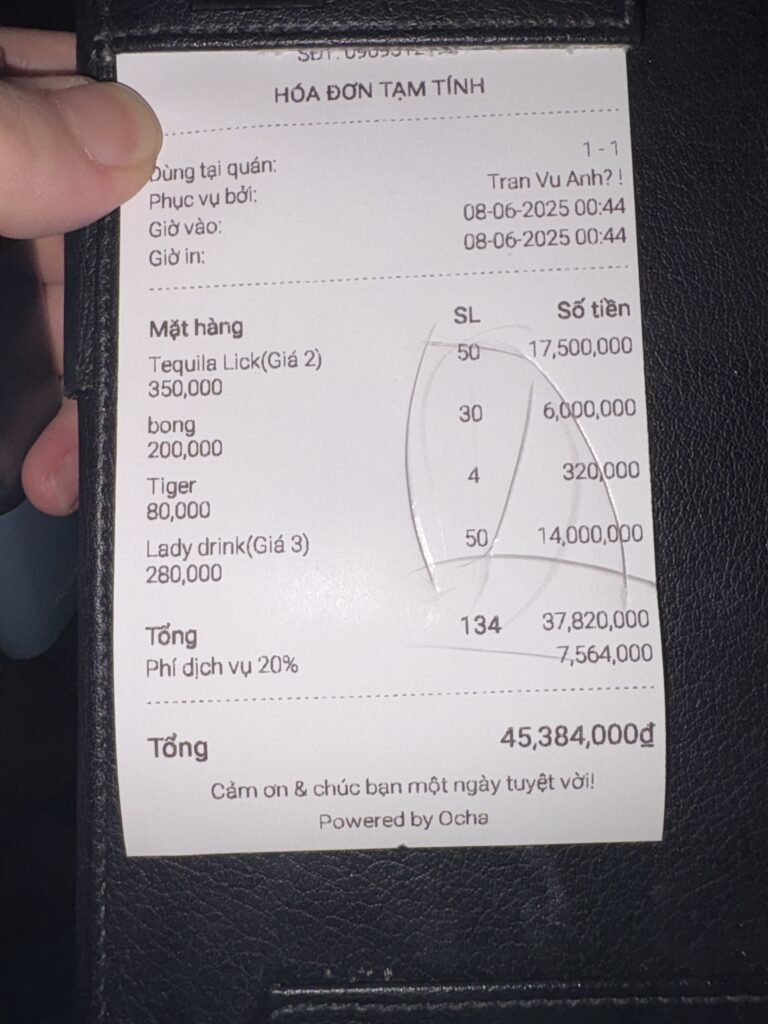 HÓA ĐƠN TẠM TÍNH
Dùng tại quán: 1 - 1
Phục vụ bởi: Tran Vu Anh? !
Giờ vào: 08-06-2025 00:44
Giờ in: 08-06-2025 00:44
Mặt hàng SL Số tiền
Tequila Lick(Giá 2) 50 17,500,000
350,000
bong 30 6,000,000
200,000
Tiger 4 320,000
80,000
Lady drink(Giá 3) 50 14,000,000
280,000
Tổng 134 37,820,000
Phí dịch vụ 20% 7,564,000
Tổng 45,384,000₫
Cảm ơn & chúc bạn một ngày tuyệt vời!
Powered by Ocha